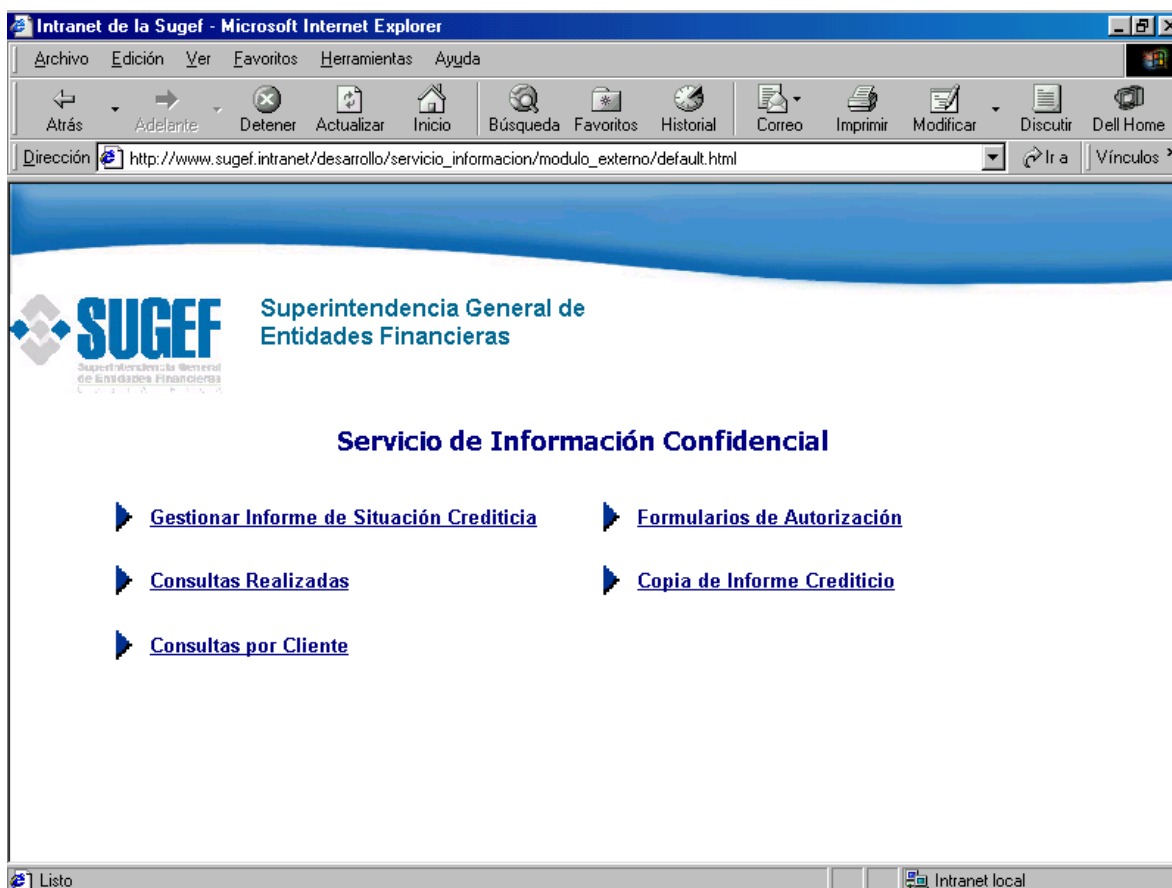 Intranet de la Sugef - Microsoft Internet Explorer
Archivo Edición Ver Favoritos Herramientas Ayuda
Atrás Adelante Detener Actualizar Inicio Búsqueda Favoritos Historial Correo Imprimir Modificar Discutir Dell Home
Dirección http://www.sugef.intranet/desarrollo/servicio_informacion/modulo_externo/default.html Ir a Vínculos
SUGEF
Superintendencia General
de Entidades Financieras
Superintendencia General de
Entidades Financieras
Servicio de Información Confidencial
Gestionar Informe de Situación Crediticia Formularios de Autorización
Consultas Realizadas Copia de Informe Crediticio
Consultas por Cliente
Listo Intranet local